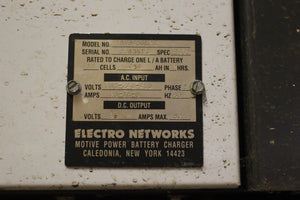 MODEL NO
SERIAL NO SPEC
RATED TO CHARGE ONE L/A BATTERY
CELLS AH IN HRS.
A.C. INPUT
VOLTS PHASE
AMPS HZ
D.C. OUTPUT
VOLTS AMPS MAX
ELECTRO NETWORKS
MOTIVE POWER BATTERY CHARGER
CALEDONIA, NEW YORK 14423